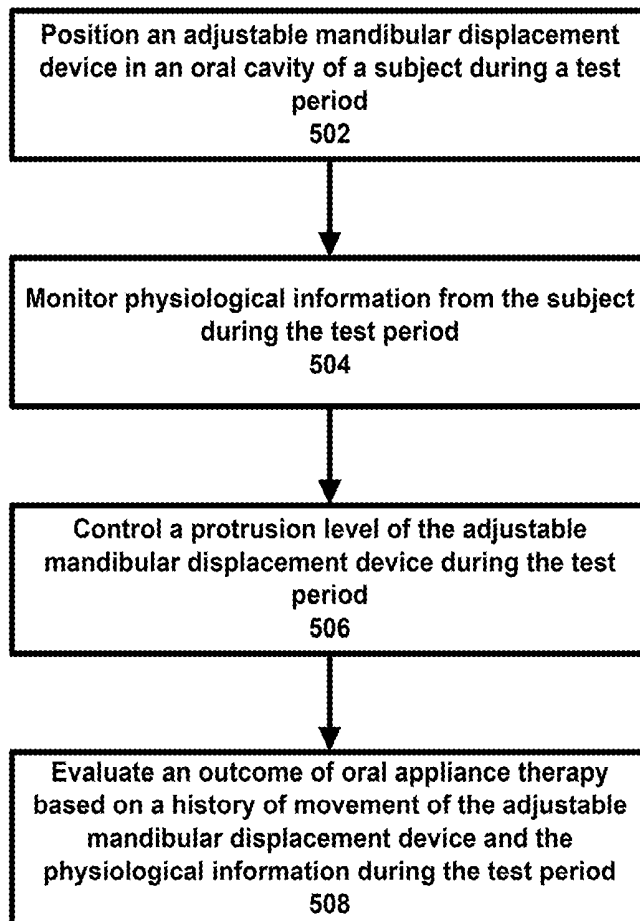 Position an adjustable mandibular displacement
device in an oral cavity of a subject during a test
period
502
Monitor physiological information from the subject
during the test period
504
Control a protrusion level of the adjustable
mandibular displacement device during the test
period
506
Evaluate an outcome of oral appliance therapy
based on a history of movement of the adjustable
mandibular displacement device and the
physiological information during the test period
508